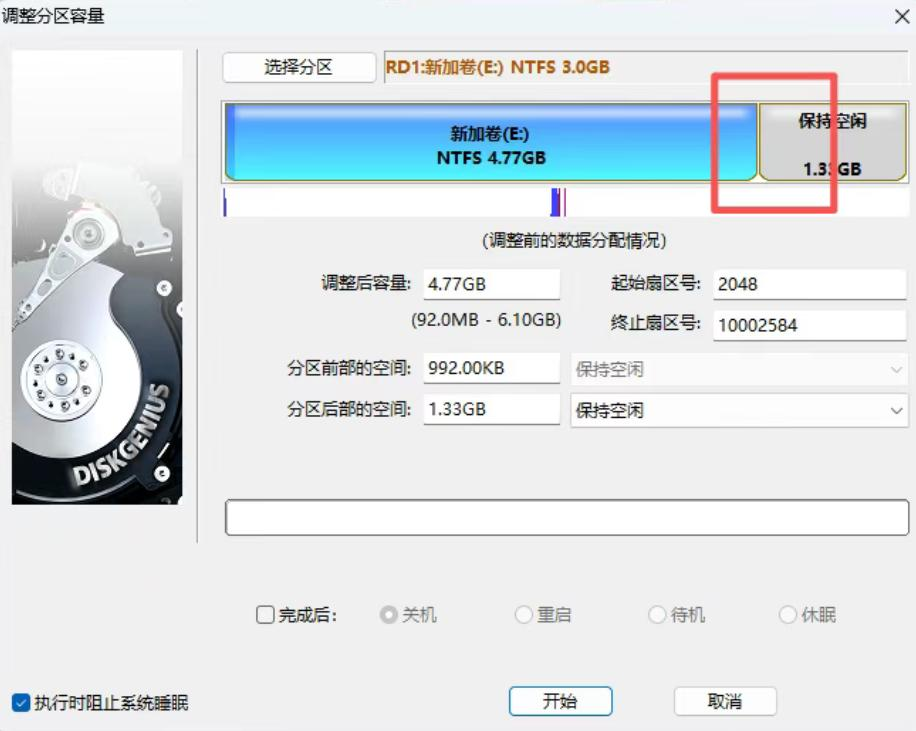 调整分区容量
选择分区
RD1:新加卷(E:) NTFS 3.0GB
新加卷(E:)
NTFS 4.77GB
保持空闲
1.33GB
(调整前的数据分配情况)
调整后容量: 4.77GB 起始扇区号: 2048
(92.0MB - 6.10GB) 终止扇区号: 10002584
分区前部的空间: 992.00KB 保持空闲
分区后部的空间: 1.33GB 保持空闲
DISKGENIUS
完成后: 关机 重启 待机 休眠
执行时阻止系统睡眠 开始 取消